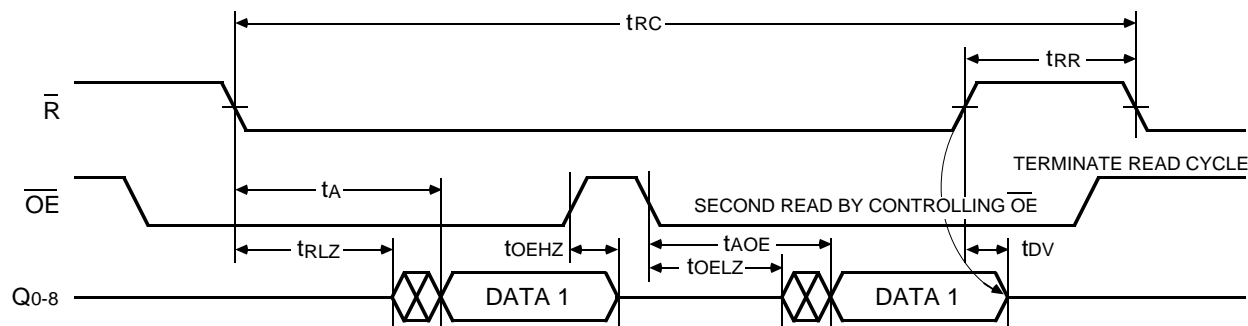 tRC
tRR
R
TERMINATE READ CYCLE
tA
OE
SECOND READ BY CONTROLLING OE
tRLZ
tOEHZ
tAOE
tDV
tOELZ
Q0-8
DATA 1
DATA 1